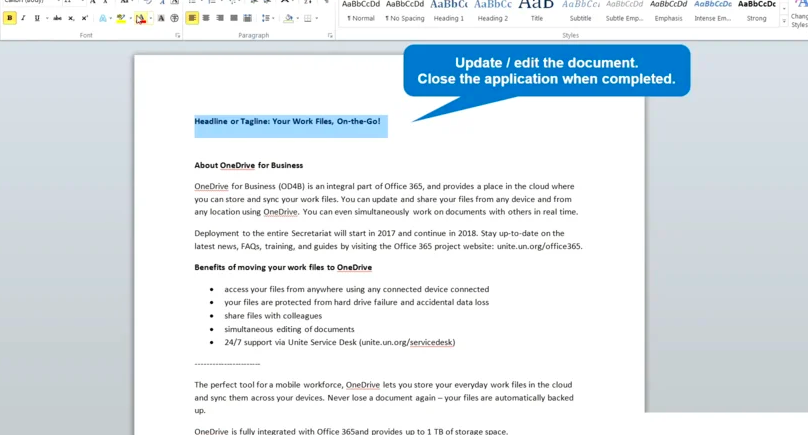 Calibri (Body)
B I U abc x₂ x² A ab A A
Font
Paragraph
AaBbCcDc AaBbCcDc AaBbCc AaBbCc AaB AaBbCc AaBbCcDc AaBbCcDc AaBbCcDc AaBbCcDc
¶ Normal ¶ No Spacing Heading 1 Heading 2 Title Subtitle Subtle Emp... Emphasis Intense Em... Strong
Styles
Update / edit the document.
Close the application when completed.
Headline or Tagline: Your Work Files, On-the-Go!
About OneDrive for Business
OneDrive for Business (OD4B) is an integral part of Office 365, and provides a place in the cloud where
you can store and sync your work files. You can update and share your files from any device and from
any location using OneDrive. You can even simultaneously work on documents with others in real time.
Deployment to the entire Secretariat will start in 2017 and continue in 2018. Stay up-to-date on the
latest news, FAQs, training, and guides by visiting the Office 365 project website: unite.un.org/office365.
Benefits of moving your work files to OneDrive
• access your files from anywhere using any connected device connected
• your files are protected from hard drive failure and accidental data loss
• share files with colleagues
• simultaneous editing of documents
• 24/7 support via Unite Service Desk (unite.un.org/servicedesk)
----------------------
The perfect tool for a mobile workforce, OneDrive lets you store your everyday work files in the cloud
and sync them across your devices. Never lose a document again – your files are automatically backed
up.
OneDrive is fully integrated with Office 365and provides up to 1 TB of storage space.